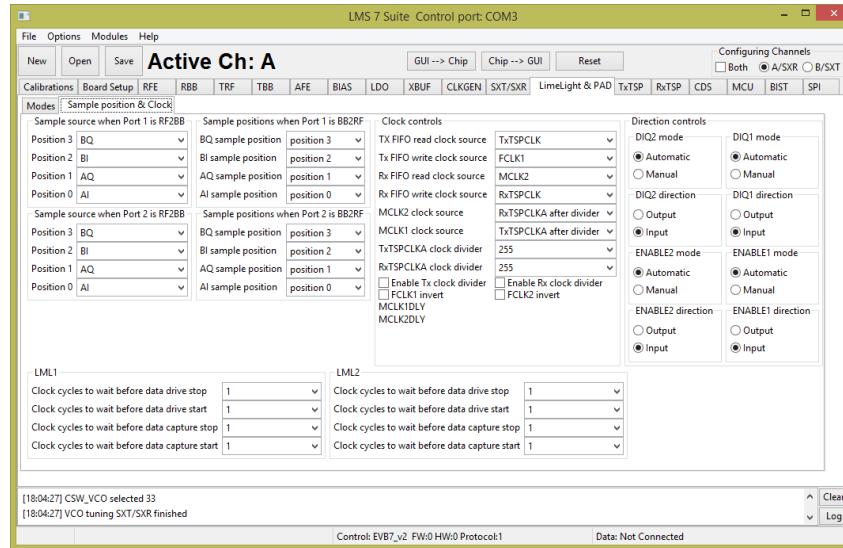 LMS 7 Suite Control port: COM3
File Options Modules Help
New Open Save Active Ch: A GUI --> Chip Chip --> GUI Reset Configuring Channels Both A/SXR B/SXT
Calibrations Board Setup RFE RBB TRF TBB AFE BIAS LDO XBUF CLKGEN SXT/SXR LimeLight & PAD TxTSP RxTSP CDS MCU BIST SPI
Modes Sample position & Clock
Sample source when Port 1 is RF2BB Sample positions when Port 1 is BB2RF Clock controls Direction controls
Position 3 BQ BQ sample position position 3 TX FIFO read clock source TxTSPCLK DIQ2 mode DIQ1 mode
Position 2 BI BI sample position position 2 Tx FIFO write clock source FCLK1 Automatic Automatic
Position 1 AQ AQ sample position position 1 Rx FIFO read clock source MCLK2 Manual Manual
Position 0 AI AI sample position position 0 Rx FIFO write clock source RxTSPCLK DIQ2 direction DIQ1 direction
Sample source when Port 2 is RF2BB Sample positions when Port 2 is BB2RF MCLK2 clock source RxTSPCLKA after divider Output Output
Position 3 BQ BQ sample position position 3 MCLK1 clock source TxTSPCLKA after divider Input Input
Position 2 BI BI sample position position 2 TxTSPCLKA clock divider 255 ENABLE2 mode ENABLE1 mode
Position 1 AQ AQ sample position position 1 RxTSPCLKA clock divider 255 Automatic Automatic
Position 0 AI AI sample position position 0 Enable Tx clock divider Enable Rx clock divider Manual Manual
FCLK1 invert FCLK2 invert
MCLK1DLY ENABLE2 direction ENABLE1 direction
MCLK2DLY Output Output
Input Input
LML1 LML2
Clock cycles to wait before data drive stop 1 Clock cycles to wait before data drive stop 1
Clock cycles to wait before data drive start 1 Clock cycles to wait before data drive start 1
Clock cycles to wait before data capture stop 1 Clock cycles to wait before data capture stop 1
Clock cycles to wait before data capture start 1 Clock cycles to wait before data capture start 1
[18:04:27] CSW_VCO selected 33 Clear
[18:04:27] VCO tuning SXT/SXR finished Log
Control: EVB7_v2 FW:0 HW:0 Protocol:1 Data: Not Connected